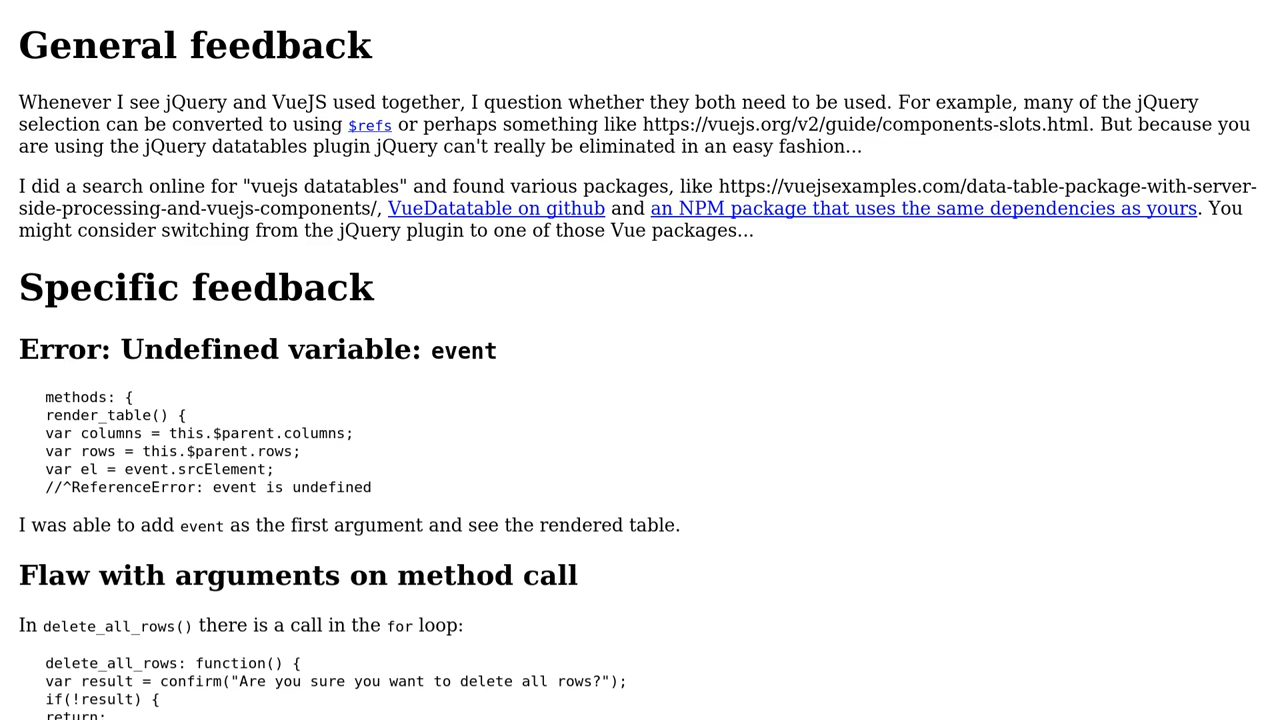 General feedback
Whenever I see jQuery and VueJS used together, I question whether they both need to be used. For example, many of the jQuery
selection can be converted to using $refs or perhaps something like https://vuejs.org/v2/guide/components-slots.html. But because you
are using the jQuery datatables plugin jQuery can't really be eliminated in an easy fashion...
I did a search online for "vuejs datatables" and found various packages, like https://vuejsexamples.com/data-table-package-with-server-
side-processing-and-vuejs-components/, VueDatatable on github and an NPM package that uses the same dependencies as yours. You
might consider switching from the jQuery plugin to one of those Vue packages...
Specific feedback
Error: Undefined variable: event
methods: {
render_table() {
var columns = this.$parent.columns;
var rows = this.$parent.rows;
var el = event.srcElement;
//^ReferenceError: event is undefined
I was able to add event as the first argument and see the rendered table.
Flaw with arguments on method call
In delete_all_rows() there is a call in the for loop:
delete_all_rows: function() {
var result = confirm("Are you sure you want to delete all rows?");
if(!result) {
return;